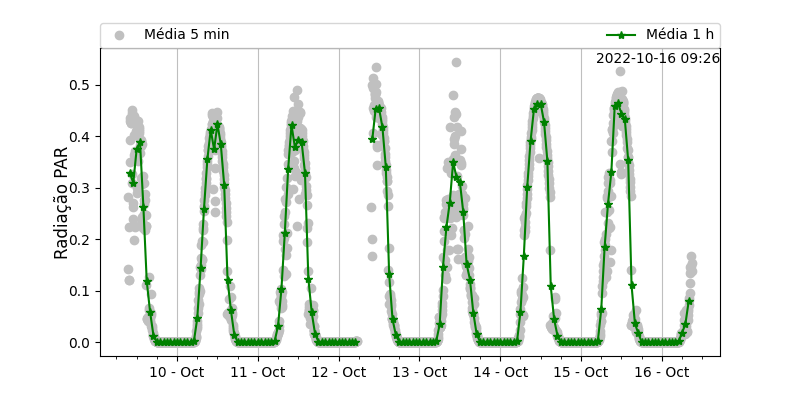 Média 5 min
Média 1 h
2022-10-16 09:26
Radiação PAR
0.5
0.4
0.3
0.2
0.1
0.0
10 - Oct
11 - Oct
12 - Oct
13 - Oct
14 - Oct
15 - Oct
16 - Oct